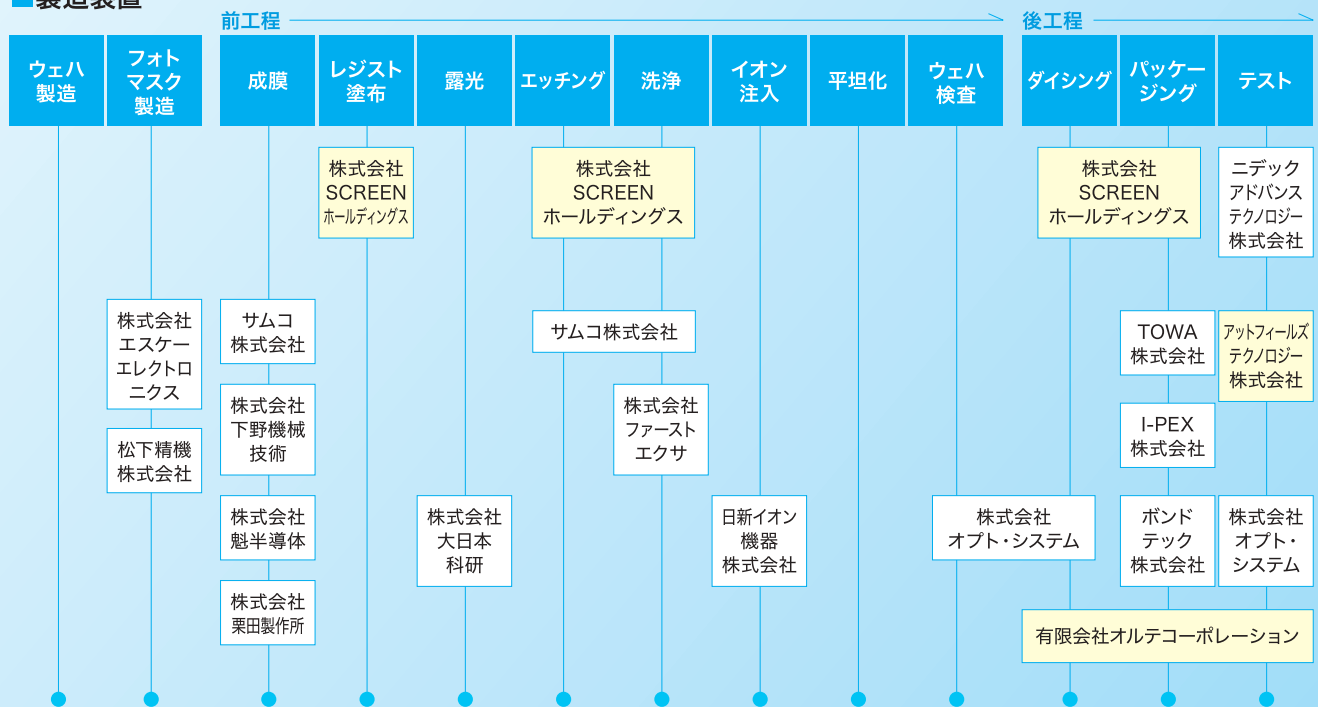 ■製造装置
前工程
後工程
ウェハ
製造
フォト
マスク
製造
成膜
レジスト
塗布
露光
エッチング
洗浄
イオン
注入
平坦化
ウェハ
検査
ダイシング
パッケー
ジング
テスト
株式会社
SCREEN
ホールディングス
株式会社
SCREEN
ホールディングス
株式会社
SCREEN
ホールディングス
ニデック
アドバンス
テクノロジー
株式会社
株式会社
エスケー
エレクトロ
ニクス
サムコ
株式会社
サムコ株式会社
TOWA
株式会社
アットフィールズ
テクノロジー
株式会社
株式会社
下野機械
技術
株式会社
ファースト
エクサ
I-PEX
株式会社
松下精機
株式会社
株式会社
魁半導体
株式会社
大日本
科研
日新イオン
機器
株式会社
株式会社
オプト・システム
ボンド
テック
株式会社
株式会社
オプト・
システム
株式会社
栗田製作所
有限会社オルテコーポレーション